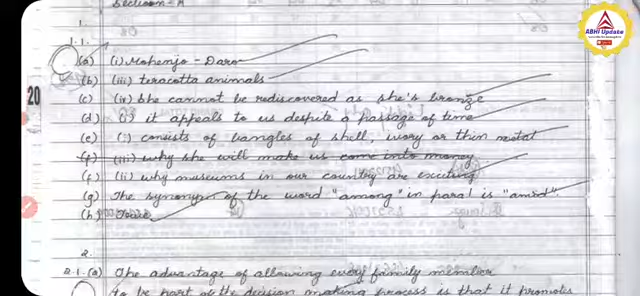 Section - A
1.
1.1.
(a) (i) Mohenjo - Daro
(b) (iii) teracotta animals
(c) (iv) she cannot be rediscovered as she's bronze
(d) (i) it appeals to us despite a passage of time
(e) (i) consists of bangles of shell, ivory or thin metal
(f) (iii) why she will make us come into money
(f) (ii) why museums in our country are exciting
(g) The synonym of the word "among" in para 1 is "amid".
(h) True
2.
2.1. (a) The advantage of allowing every family member
to be part of the decision making process is that it promotes
20
ABHI Update